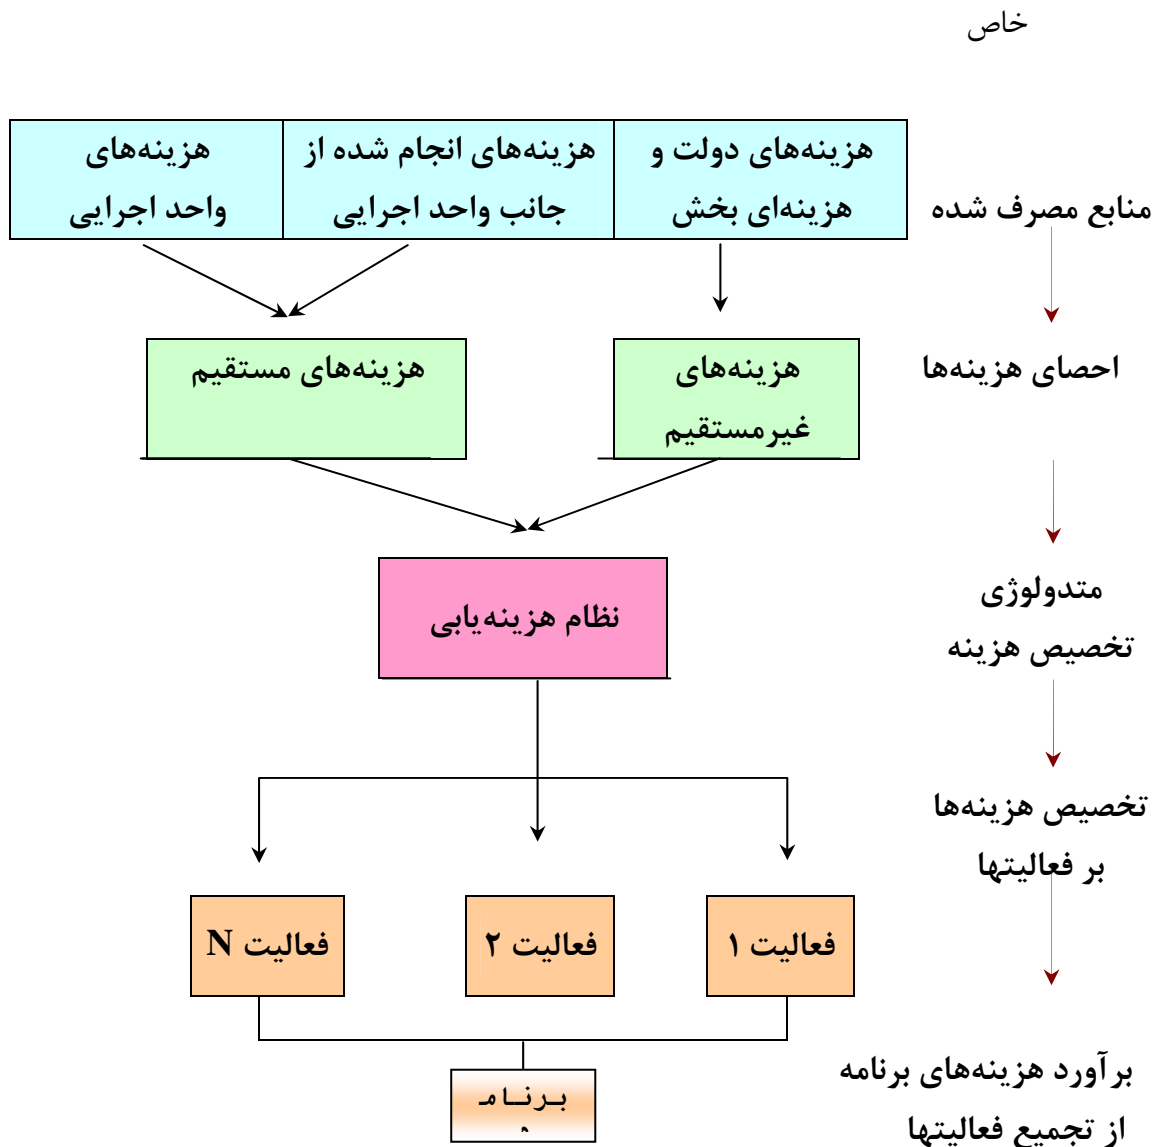 خاص
هزینه‌های دولت و
هزینه‌ای بخش
هزینه‌های انجام شده از
جانب واحد اجرایی
هزینه‌های
واحد اجرایی
منابع مصرف شده
احصای هزینه‌ها
هزینه‌های
غیرمستقیم
هزینه‌های مستقیم
متدولوژی
تخصیص هزینه
نظام هزینه‌یابی
تخصیص هزینه‌ها
بر فعالیتها
فعالیت ۱
فعالیت ۲
فعالیت N
برآورد هزینه‌های برنامه
از تجمیع فعالیتها
برنامه